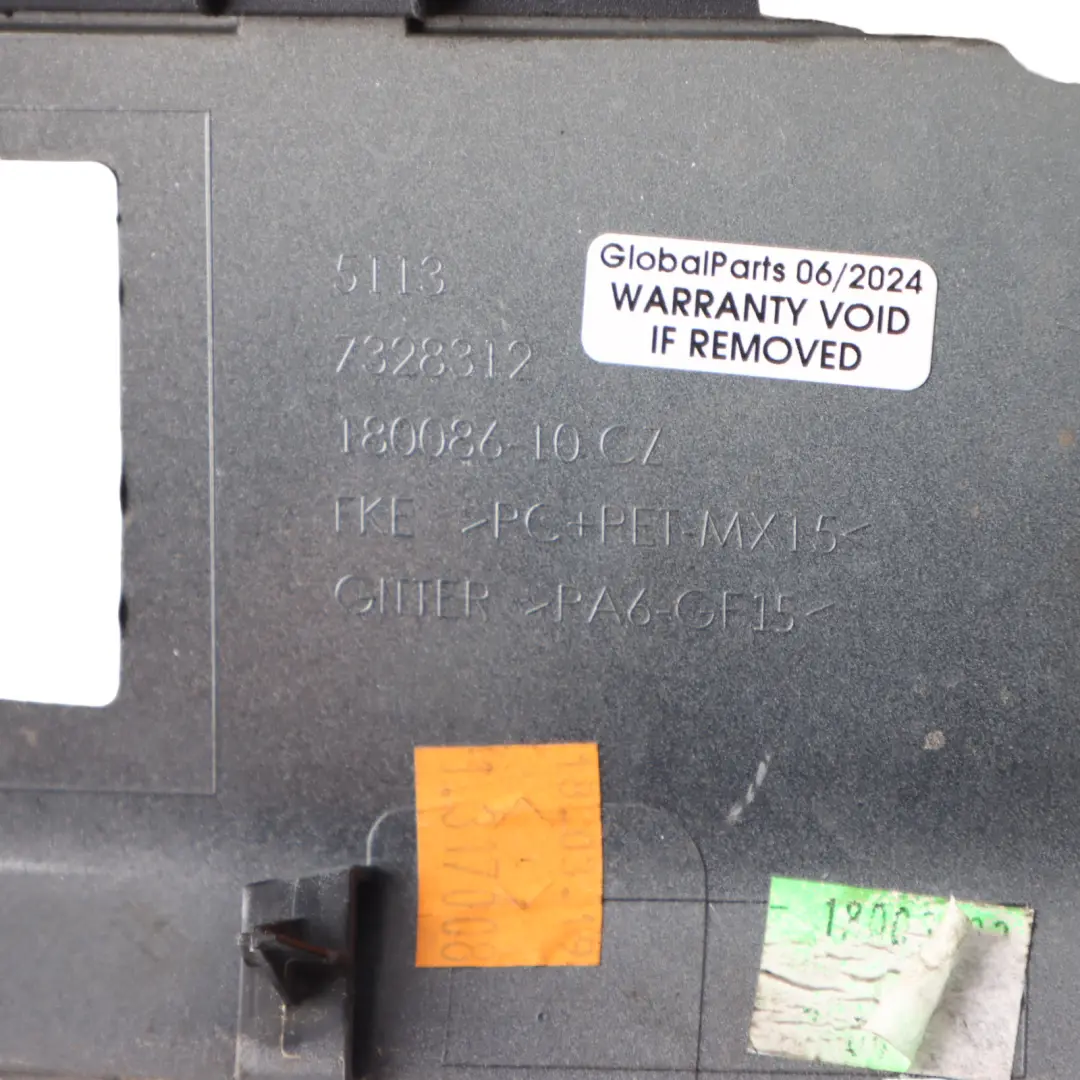 5113
7328312
180086-10 CZ
FKE >PC+PET-MX15<
GITTER >PA6-GF15<
GlobalParts 06/2024
WARRANTY VOID
IF REMOVED